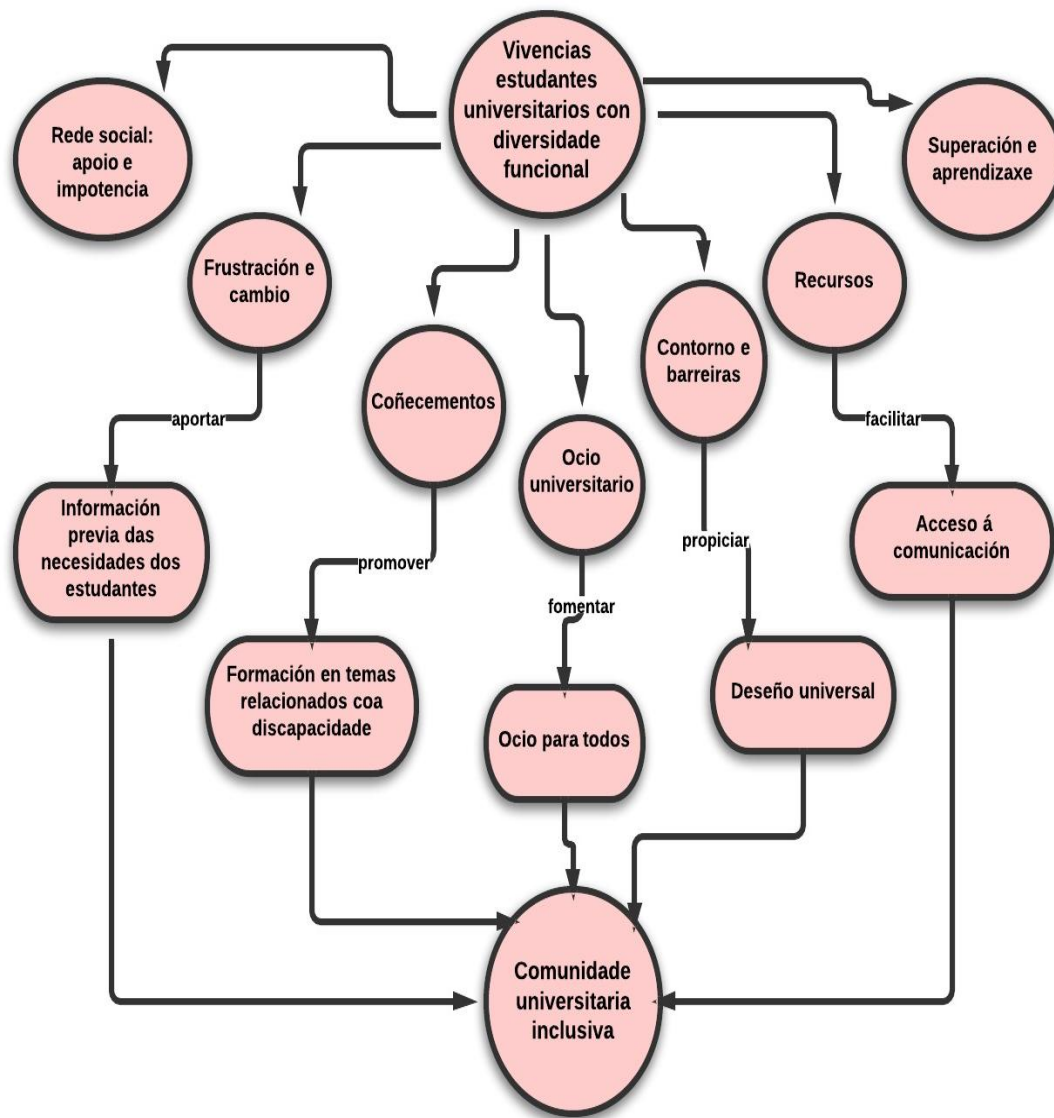 Vivencias
estudantes
universitarios con
diversidade
funcional
Rede social:
apoio e
impotencia
Superación e
aprendizaxe
Frustración e
cambio
Recursos
Coñecementos
Contorno e
barreiras
Ocio
universitario
aportar
facilitar
promover
propiciar
fomentar
Información
previa das
necesidades dos
estudantes
Acceso á
comunicación
Formación en temas
relacionados coa
discapacidade
Ocio para todos
Deseño universal
Comunidade
universitaria
inclusiva